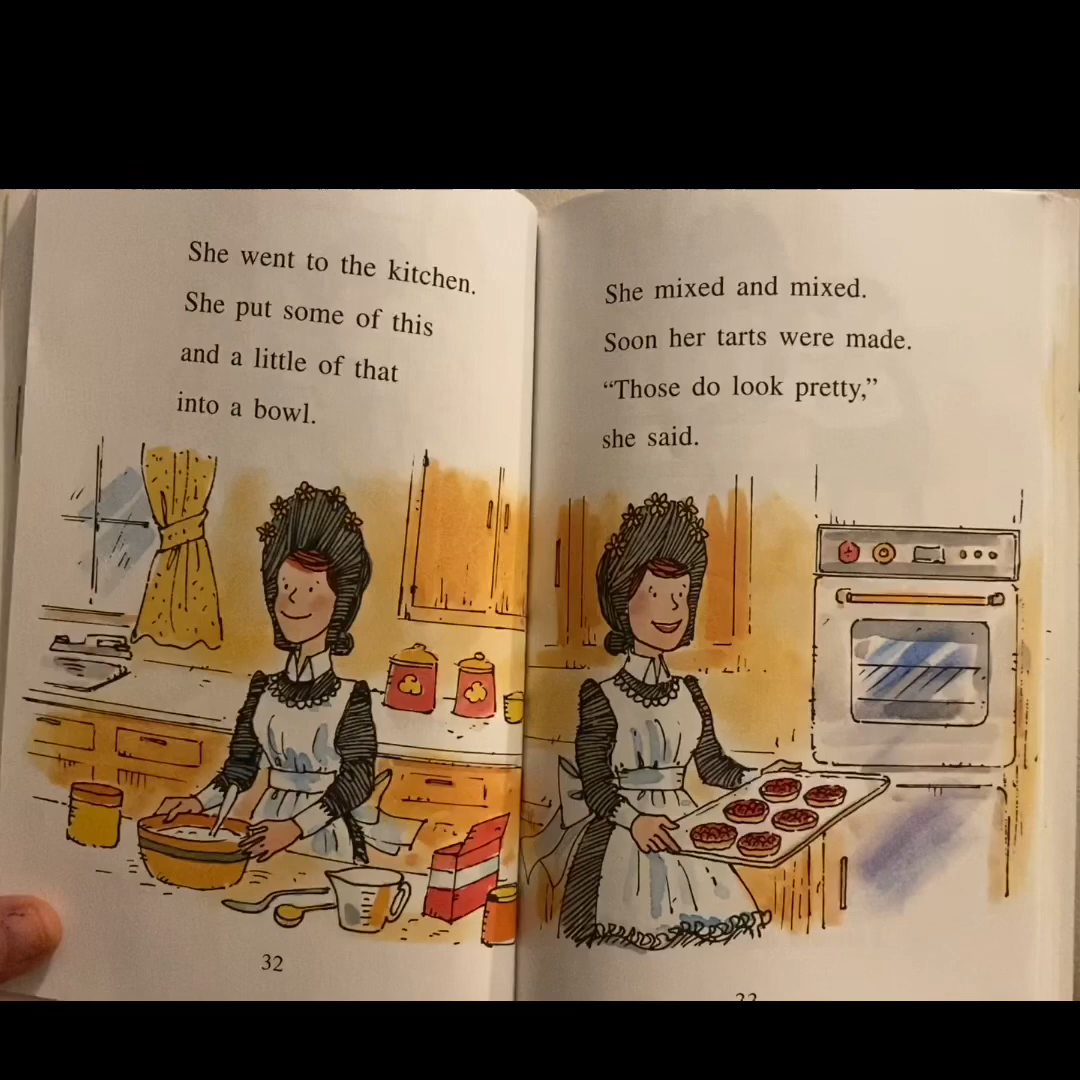 She went to the kitchen.
She put some of this
and a little of that
into a bowl.
32
She mixed and mixed.
Soon her tarts were made.
“Those do look pretty,”
she said.